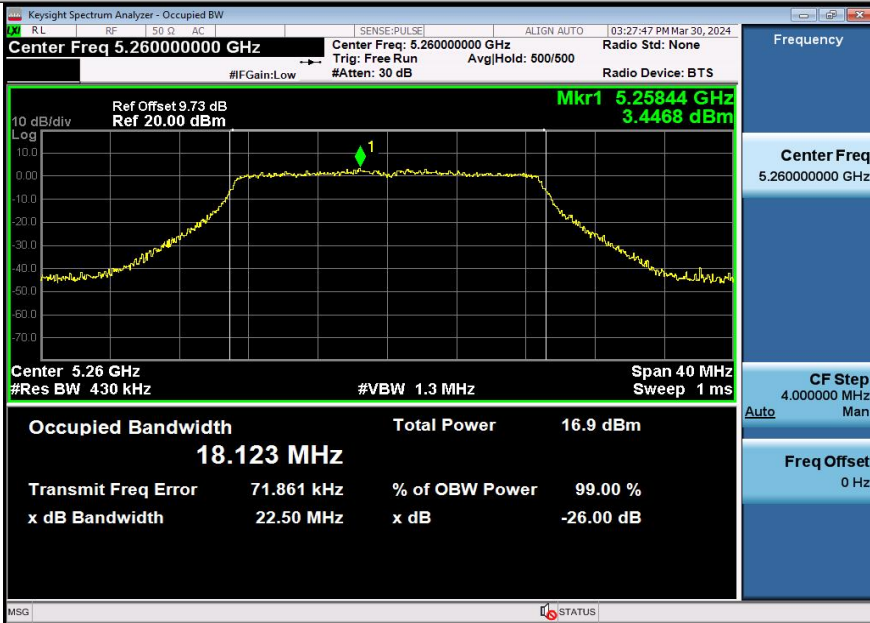 Keysight Spectrum Analyzer - Occupied BW
LXI RL RF 50 Ω AC SENSE:PULSE ALIGN AUTO 03:27:47 PM Mar 30, 2024
Center Freq 5.260000000 GHz
Center Freq: 5.260000000 GHz Radio Std: None
Trig: Free Run Avg|Hold: 500/500
#IFGain:Low #Atten: 30 dB Radio Device: BTS
Frequency
Mkr1 5.25844 GHz
3.4468 dBm
Ref Offset 9.73 dB
10 dB/div Ref 20.00 dBm
Log
1
10.0
0.00
-10.0
-20.0
-30.0
-40.0
-50.0
-60.0
-70.0
Center 5.26 GHz Span 40 MHz
#Res BW 430 kHz #VBW 1.3 MHz Sweep 1 ms
Occupied Bandwidth Total Power 16.9 dBm
18.123 MHz
Transmit Freq Error 71.861 kHz % of OBW Power 99.00 %
x dB Bandwidth 22.50 MHz x dB -26.00 dB
Center Freq
5.260000000 GHz
CF Step
4.000000 MHz
Auto Man
Freq Offset
0 Hz
MSG STATUS